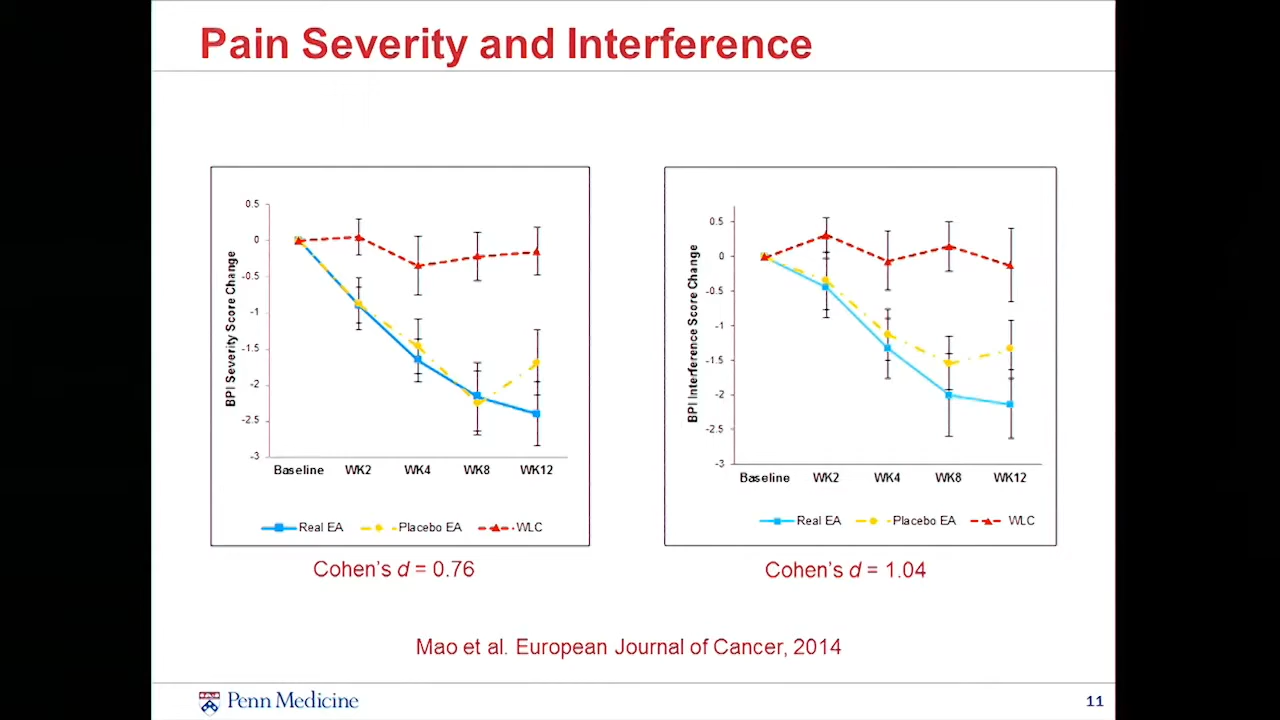 Pain Severity and Interference
BPI Severity Score Change
0.5
0
-0.5
-1
-1.5
-2
-2.5
-3
Baseline WK2 WK4 WK8 WK12
Real EA Placebo EA WLC
Cohen's d = 0.76
BPI Interference Score Change
0.5
0
-0.5
-1
-1.5
-2
-2.5
-3
Baseline WK2 WK4 WK8 WK12
Real EA Placebo EA WLC
Cohen's d = 1.04
Mao et al. European Journal of Cancer, 2014
Penn Medicine
11